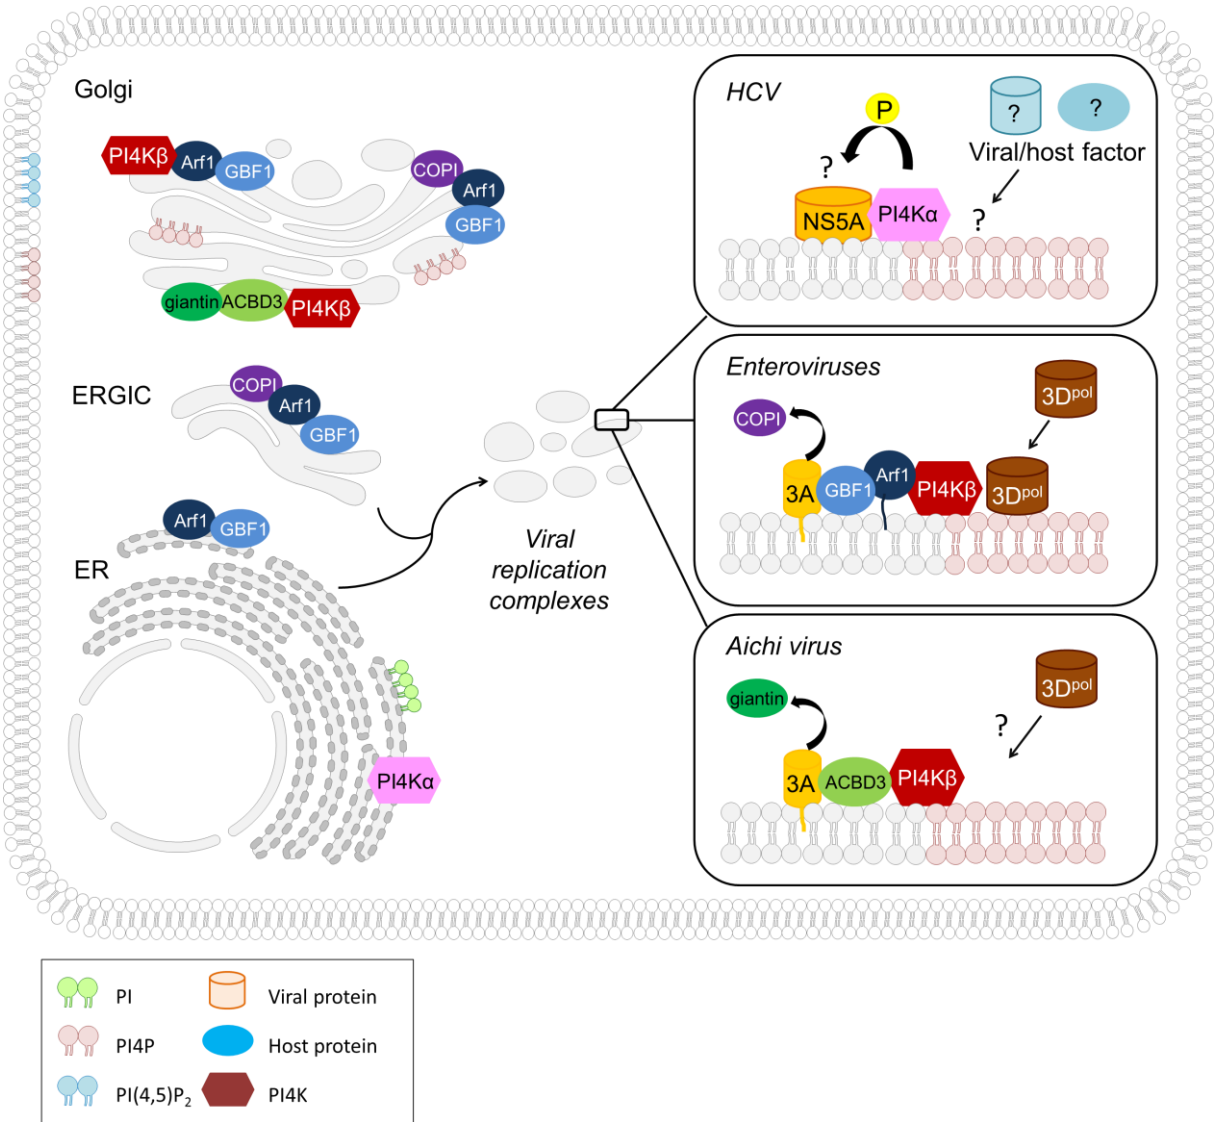 Golgi
PI4Kβ
Arf1
GBF1
COPI
Arf1
GBF1
giantin
ACBD3
PI4Kβ
ERGIC
COPI
Arf1
GBF1
Arf1
GBF1
ER
PI4Kα
Viral
replication
complexes
HCV
P
?
?
Viral/host factor
?
?
NS5A
PI4Kα
Enteroviruses
3Dpol
COPI
3A
GBF1
Arf1
PI4Kβ
3Dpol
Aichi virus
3Dpol
giantin
?
3A
ACBD3
PI4Kβ
PI
Viral protein
PI4P
Host protein
PI(4,5)P₂
PI4K